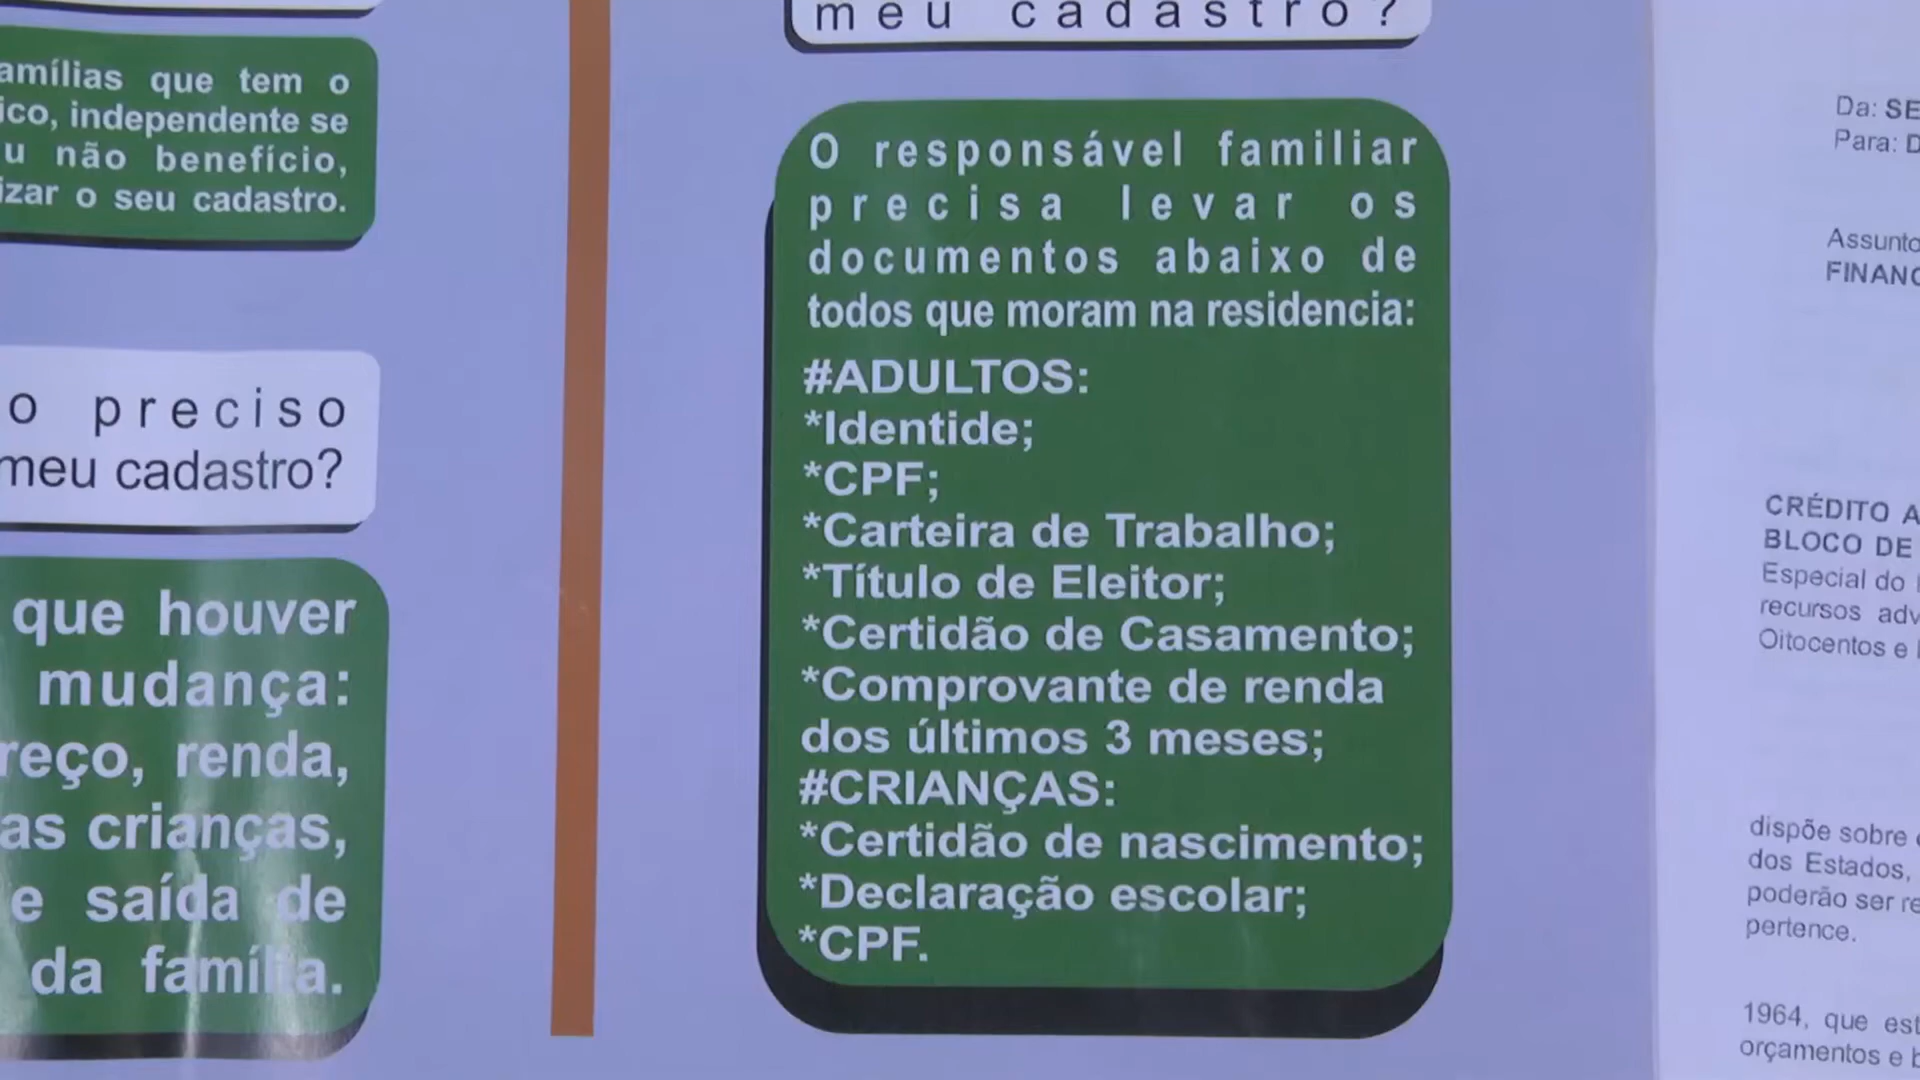 amílias que tem o
ico, independente se
u não benefício,
izar o seu cadastro.
o preciso
meu cadastro?
que houver
mudança:
reço, renda,
as crianças,
e saída de
da família.
meu cadastro?
O responsável familiar
precisa levar os
documentos abaixo de
todos que moram na residencia:
#ADULTOS:
*Identide;
*CPF;
*Carteira de Trabalho;
*Título de Eleitor;
*Certidão de Casamento;
*Comprovante de renda
dos últimos 3 meses;
#CRIANÇAS:
*Certidão de nascimento;
*Declaração escolar;
*CPF.
Da: SE
Para: D
Assunto
FINANC
CRÉDITO A
BLOCO DE
Especial do
recursos adv
Oitocentos e
dispõe sobre
dos Estados,
poderão ser re
pertence.
1964, que est
orçamentos e b